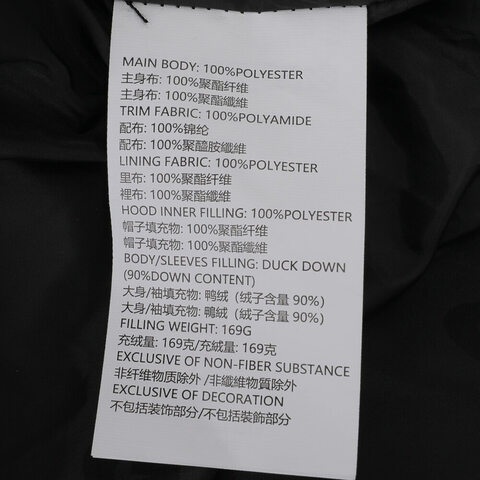 MAIN BODY: 100%POLYESTER
主身布: 100%聚酯纤维
主身布: 100%聚酯纖維
TRIM FABRIC: 100%POLYAMIDE
配布: 100%锦纶
配布: 100%聚醯胺纖維
LINING FABRIC: 100%POLYESTER
里布: 100%聚酯纤维
裡布: 100%聚酯纖維
HOOD INNER FILLING: 100%POLYESTER
帽子填充物: 100%聚酯纤维
帽子填充物: 100%聚酯纖維
BODY/SLEEVES FILLING: DUCK DOWN
(90%DOWN CONTENT)
大身/袖填充物: 鸭绒（绒子含量 90%）
大身/袖填充物: 鴨絨（絨子含量 90%）
FILLING WEIGHT: 169G
充绒量: 169克/充絨量: 169克
EXCLUSIVE OF NON-FIBER SUBSTANCE
非纤维物质除外 /非纖維物質除外
EXCLUSIVE OF DECORATION
不包括装饰部分/不包括裝飾部分